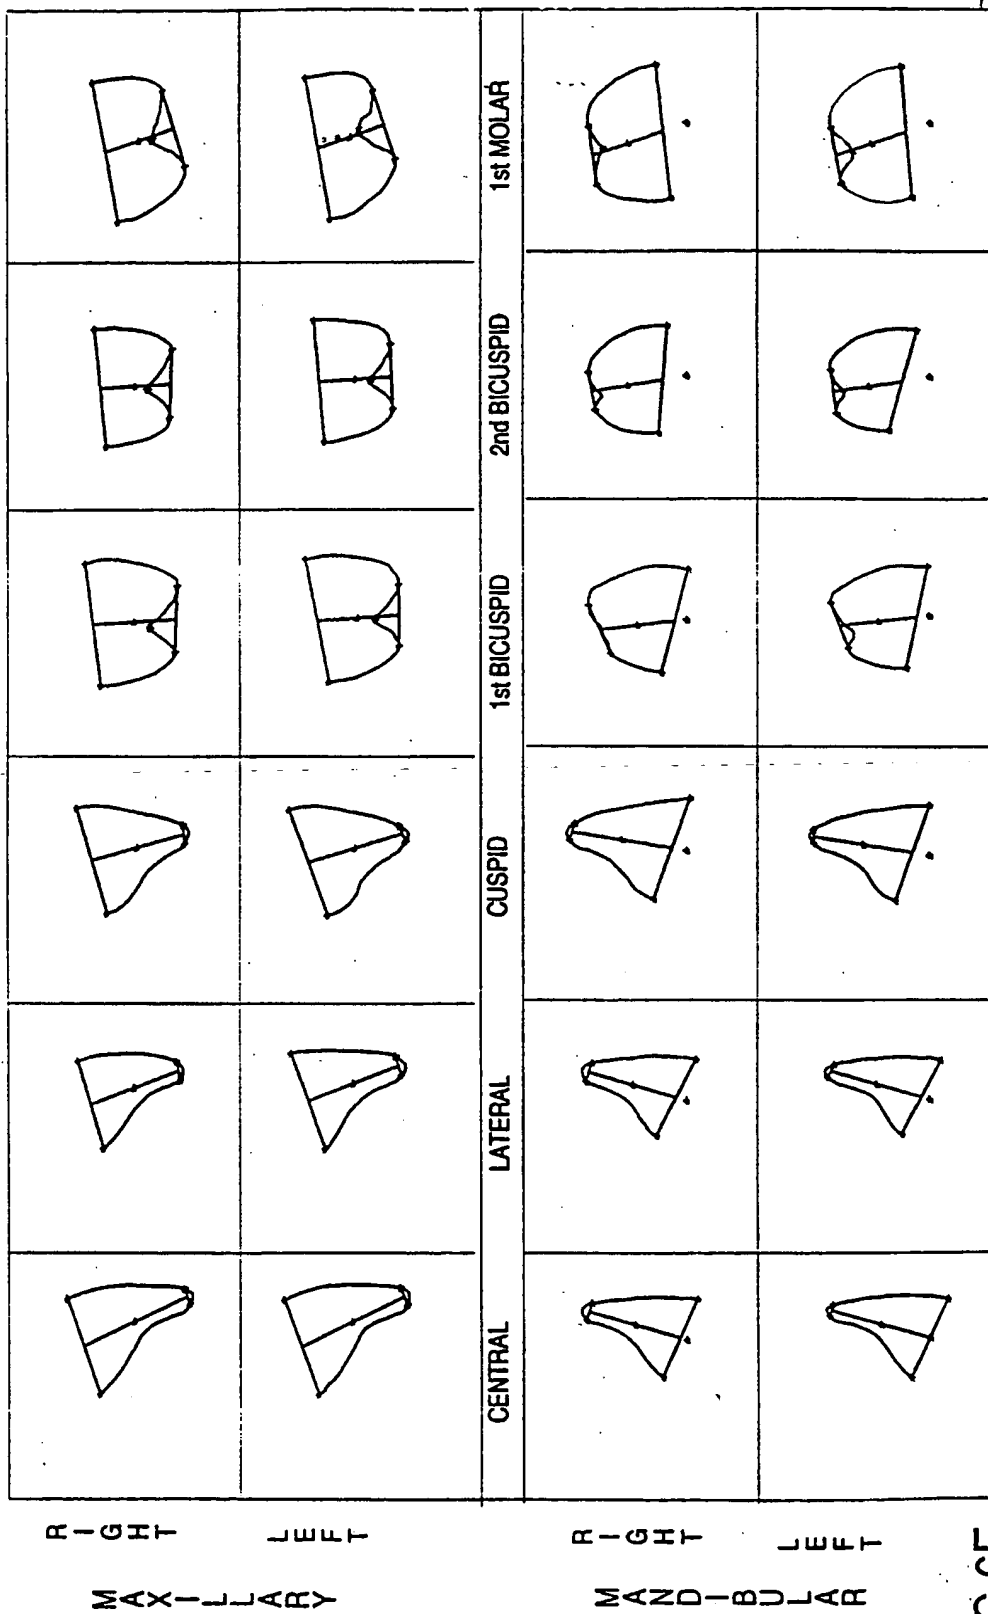 MAXILLARY
RIGHT
LEFT
CENTRAL
LATERAL
CUSPID
1st BICUSPID
2nd BICUSPID
1st MOLAR
MANDIBULAR
RIGHT
LEFT